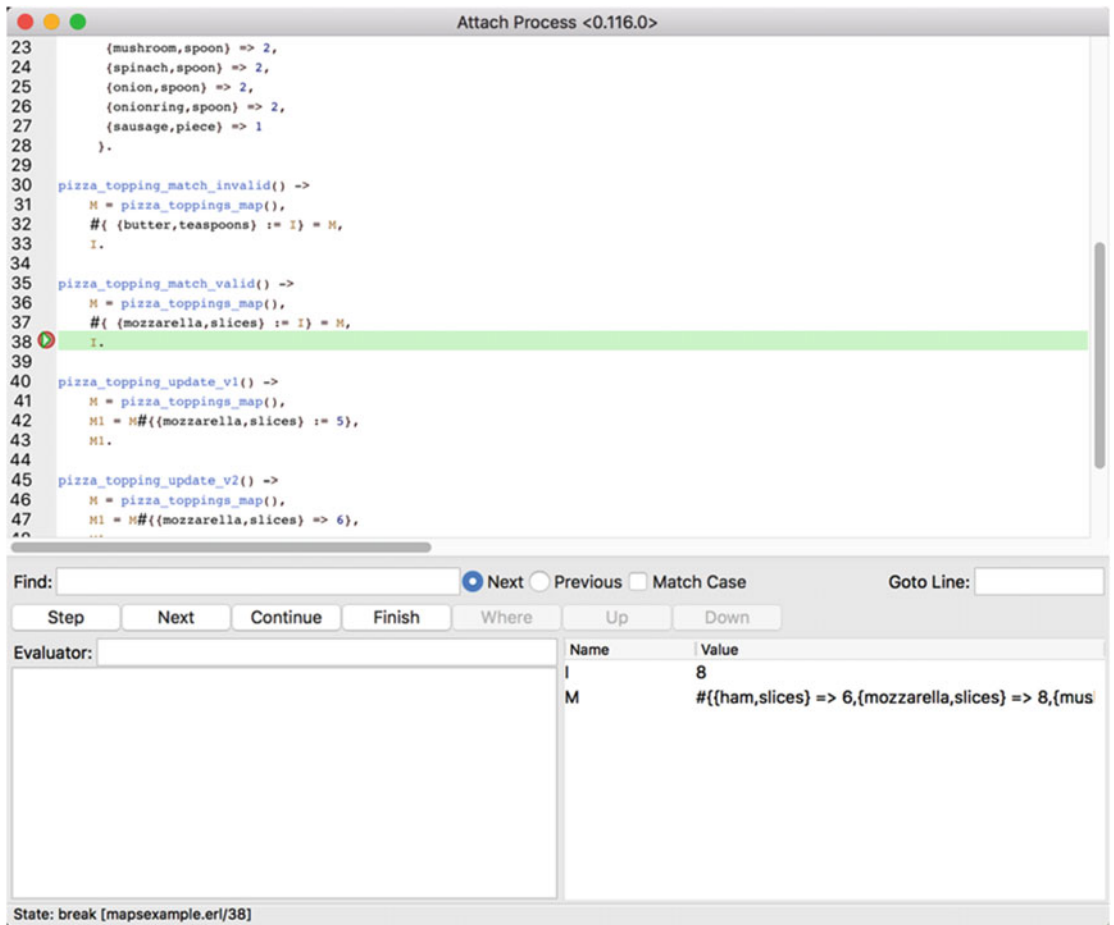 Attach Process <0.116.0>
23 {mushroom,spoon} => 2,
24 {spinach,spoon} => 2,
25 {onion,spoon} => 2,
26 {onionring,spoon} => 2,
27 {sausage,piece} => 1
28 }.
29
30 pizza_topping_match_invalid() ->
31 M = pizza_toppings_map(),
32 #{ {butter,teaspoons} := I} = M,
33 I.
34
35 pizza_topping_match_valid() ->
36 M = pizza_toppings_map(),
37 #{ {mozzarella,slices} := I} = M,
38 I.
39
40 pizza_topping_update_v1() ->
41 M = pizza_toppings_map(),
42 M1 = M#{{mozzarella,slices} := 5},
43 M1.
44
45 pizza_topping_update_v2() ->
46 M = pizza_toppings_map(),
47 M1 = M#{{mozzarella,slices} => 6},
Find: Next Previous Match Case Goto Line:
Step Next Continue Finish Where Up Down
Evaluator:
Name Value
I 8
M #{{ham,slices} => 6,{mozzarella,slices} => 8,{mus
State: break [mapsexample.erl/38]